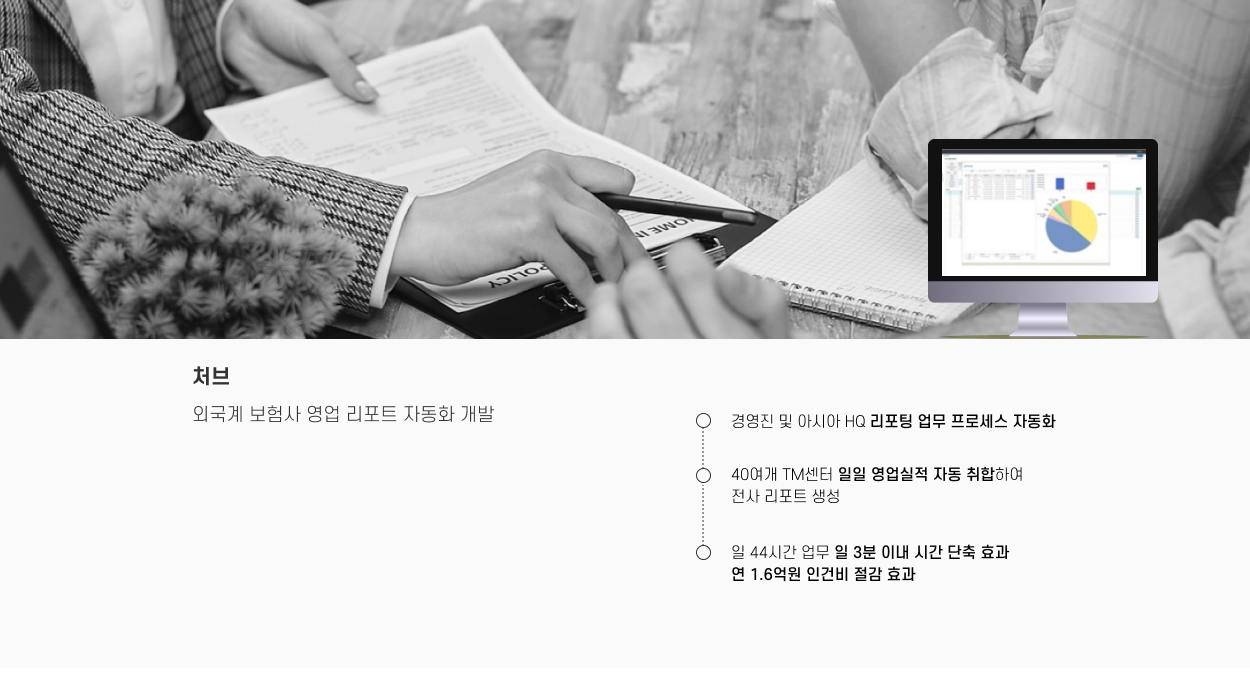 HOME IN
POLICY
처브
외국계 보험사 영업 리포트 자동화 개발
경영진 및 아시아 HQ 리포팅 업무 프로세스 자동화
40여개 TM센터 일일 영업실적 자동 취합하여
전사 리포트 생성
일 44시간 업무 일 3분 이내 시간 단축 효과
연 1.6억원 인건비 절감 효과